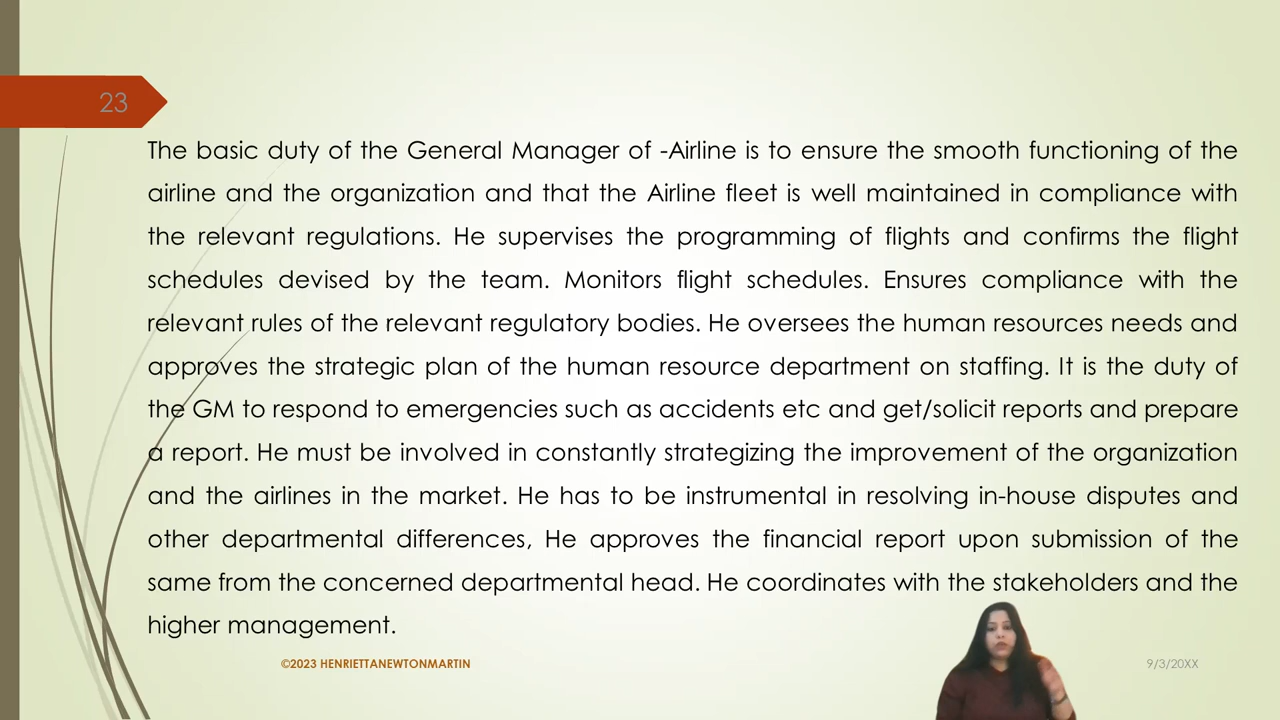 23
The basic duty of the General Manager of -Airline is to ensure the smooth functioning of the
airline and the organization and that the Airline fleet is well maintained in compliance with
the relevant regulations. He supervises the programming of flights and confirms the flight
schedules devised by the team. Monitors flight schedules. Ensures compliance with the
relevant rules of the relevant regulatory bodies. He oversees the human resources needs and
approves the strategic plan of the human resource department on staffing. It is the duty of
the GM to respond to emergencies such as accidents etc and get/solicit reports and prepare
a report. He must be involved in constantly strategizing the improvement of the organization
and the airlines in the market. He has to be instrumental in resolving in-house disputes and
other departmental differences, He approves the financial report upon submission of the
same from the concerned departmental head. He coordinates with the stakeholders and the
higher management.
©2023 HENRIETTANEWTONMARTIN
9/3/20XX